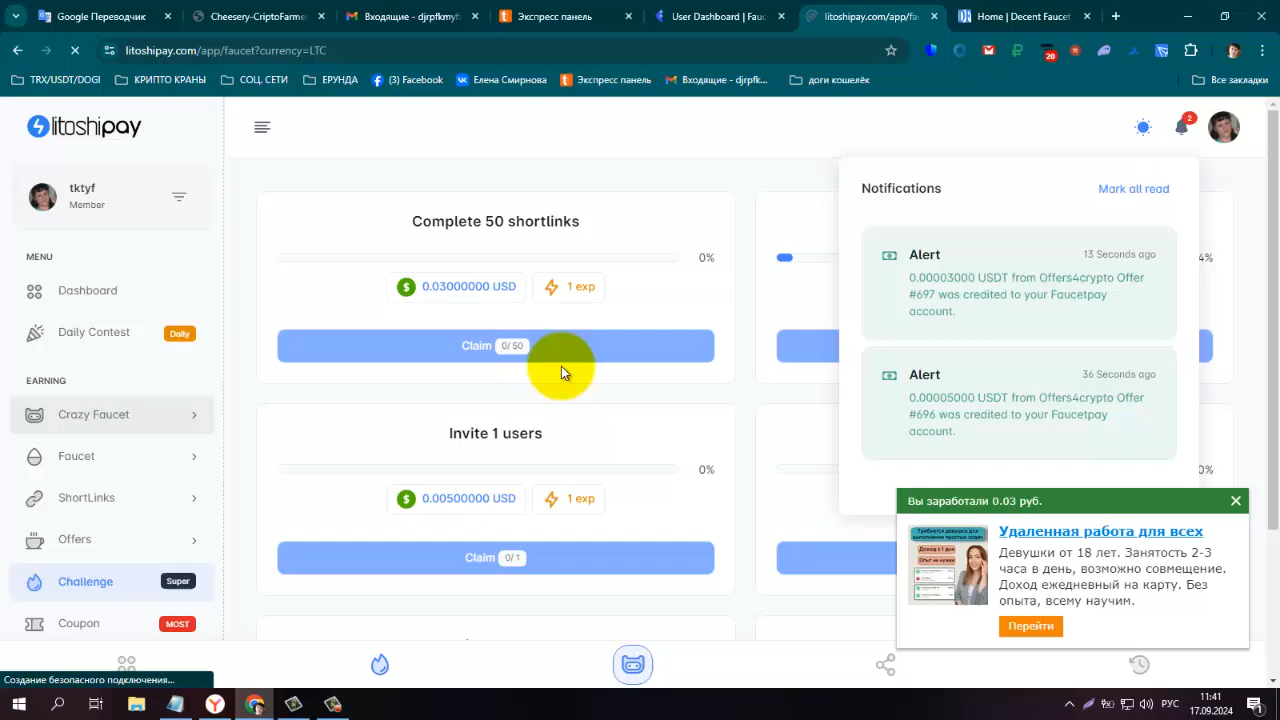 Google Переводчик
Cheesery-CriptoFarmer
Входящие - djrpfkmyf
Экспресс панель
User Dashboard | Fauc
litoshipay.com/app/fauc
Home | Decent Faucet
litoshipay.com/app/faucet?currency=LTC
20
TRX/USDT/DOGI
КРИПТО КРАНЫ
СОЦ. СЕТИ
ЕРУНДА
(3) Facebook
Елена Смирнова
Экспресс панель
Входящие - djrpfk...
доги кошелёк
Все закладки
litoshipay
2
tktyf
Member
MENU
Dashboard
Daily Contest
Daily
EARNING
Crazy Faucet
Faucet
ShortLinks
Offers
Challenge
Super
Coupon
MOST
Complete 50 shortlinks
0%
0.03000000 USD
1 exp
Claim 0/ 50
4%
Invite 1 users
0%
0.00500000 USD
1 exp
Claim 0/ 1
0%
Notifications
Mark all read
Alert
13 Seconds ago
0.00003000 USDT from Offers4crypto Offer
#697 was credited to your Faucetpay
account.
Alert
36 Seconds ago
0.00005000 USDT from Offers4crypto Offer
#696 was credited to your Faucetpay
account.
Вы заработали 0.03 руб.
Удаленная работа для всех
Девушки от 18 лет. Занятость 2-3
часа в день, возможно совмещение.
Доход ежедневный на карту. Без
опыта, всему научим.
Перейти
Создание безопасного подключения...
РУС
11:41
17.09.2024
1